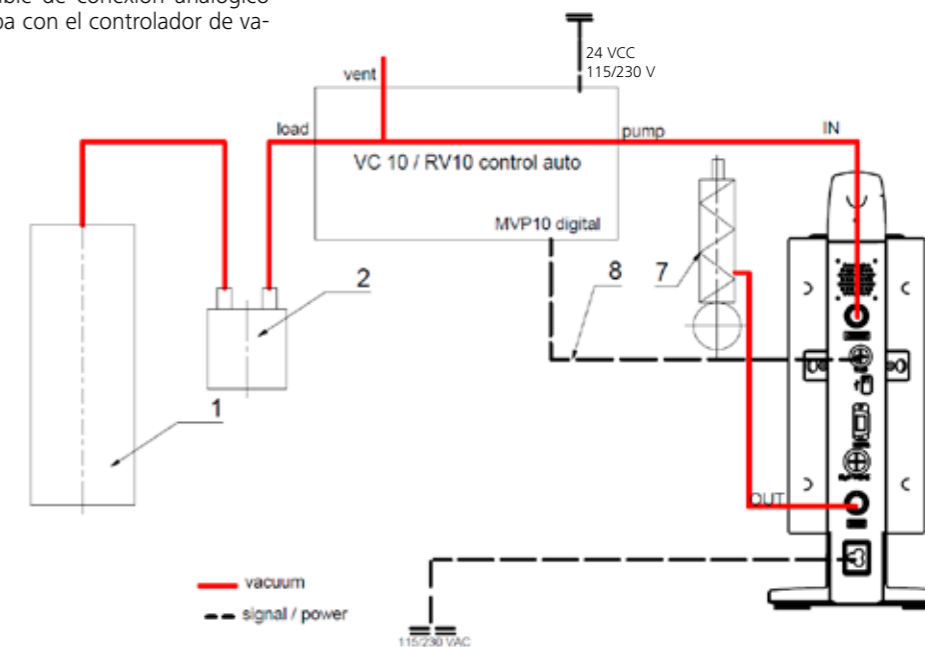 ble de conexión analógico
ba con el controlador de va-
24 VCC
115/230 V
vent
load
pump
IN
VC 10 / RV10 control auto
MVP10 digital
2
8
7
1
OUT
vacuum
signal / power
115/230 VAC